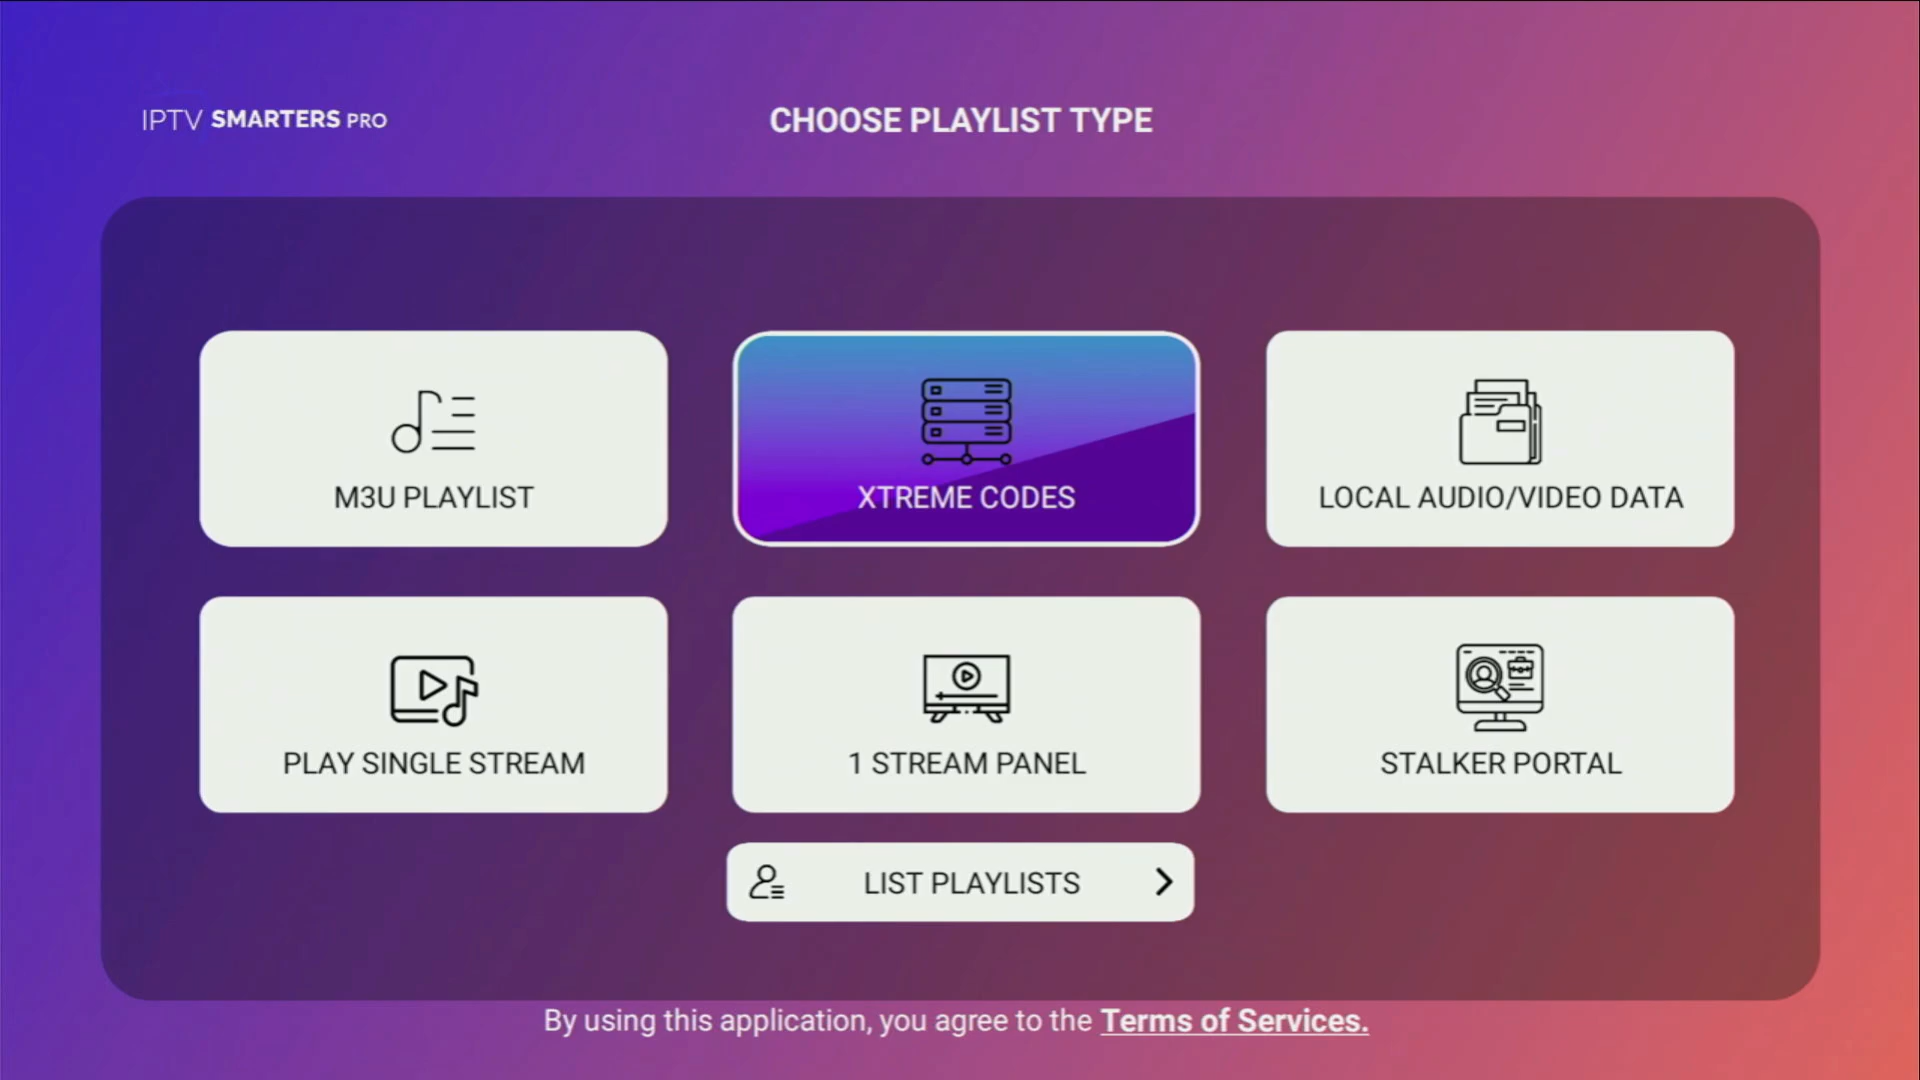 IPTV SMARTERS PRO
CHOOSE PLAYLIST TYPE
M3U PLAYLIST
XTREME CODES
LOCAL AUDIO/VIDEO DATA
PLAY SINGLE STREAM
1 STREAM PANEL
STALKER PORTAL
LIST PLAYLISTS
By using this application, you agree to the Terms of Services.